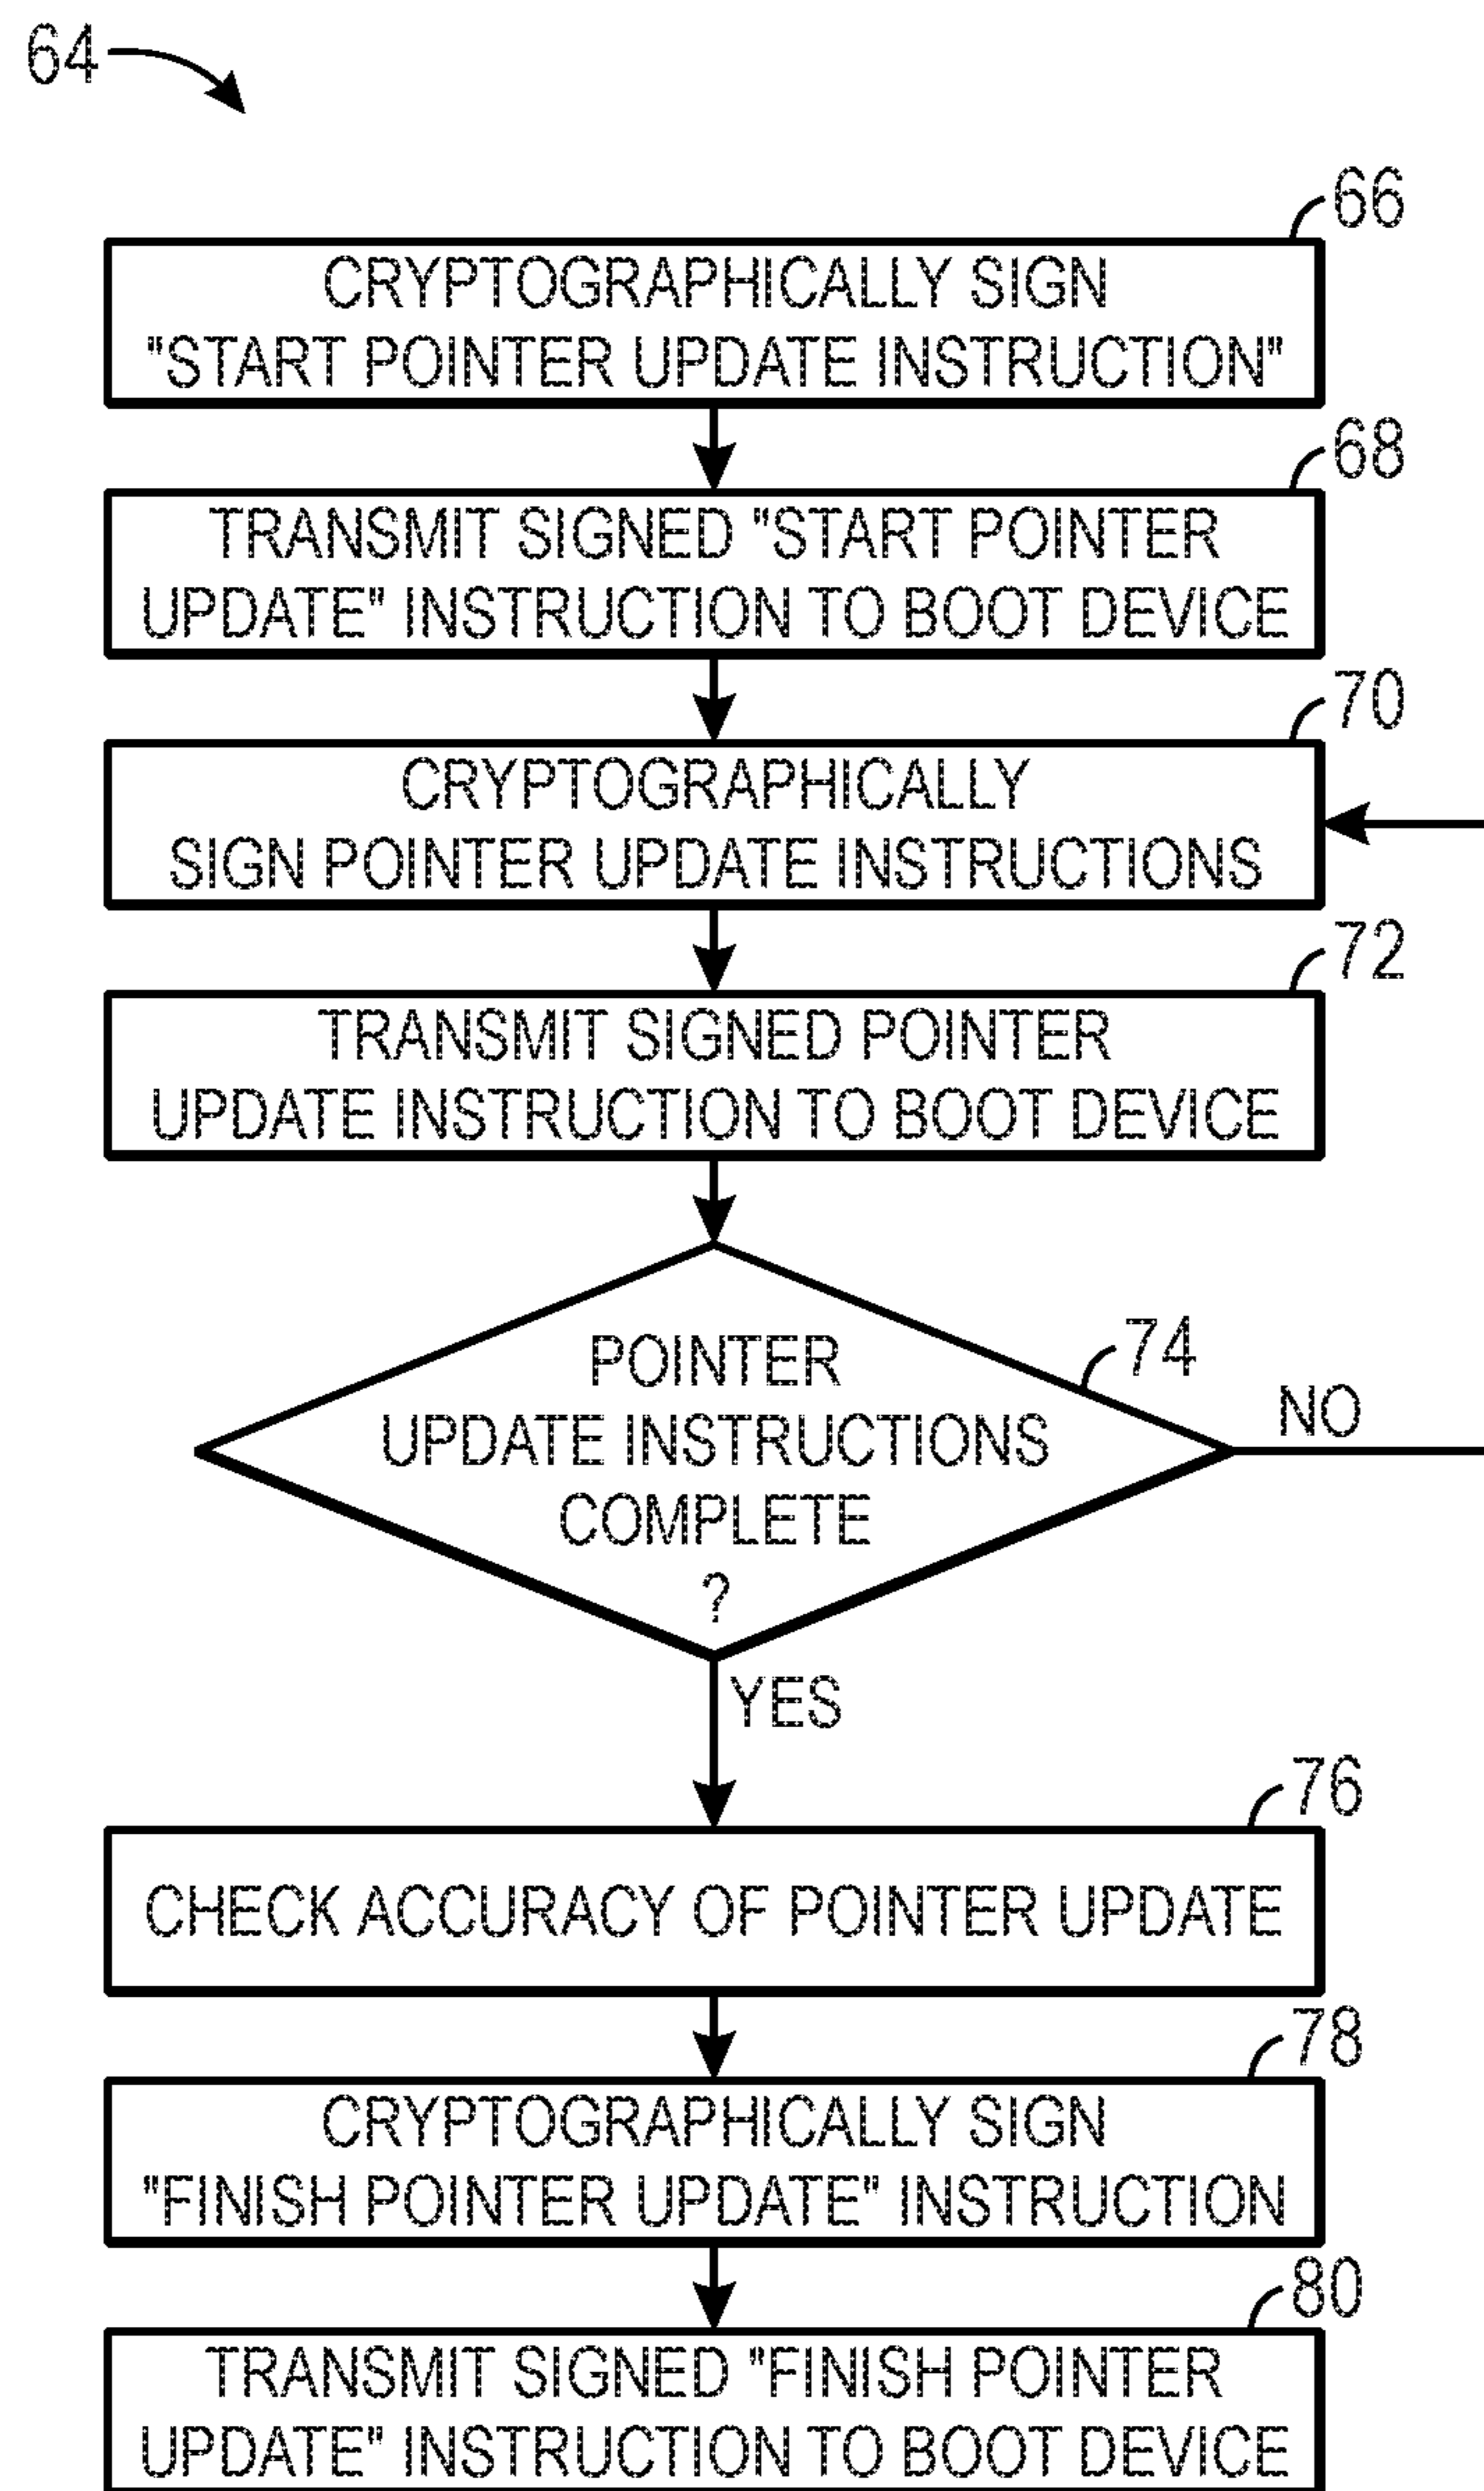 64
66
CRYPTOGRAPHICALLY SIGN
"START POINTER UPDATE INSTRUCTION"
68
TRANSMIT SIGNED "START POINTER
UPDATE" INSTRUCTION TO BOOT DEVICE
70
CRYPTOGRAPHICALLY
SIGN POINTER UPDATE INSTRUCTIONS
72
TRANSMIT SIGNED POINTER
UPDATE INSTRUCTION TO BOOT DEVICE
74
POINTER
UPDATE INSTRUCTIONS
COMPLETE
?
NO
YES
76
CHECK ACCURACY OF POINTER UPDATE
78
CRYPTOGRAPHICALLY SIGN
"FINISH POINTER UPDATE" INSTRUCTION
80
TRANSMIT SIGNED "FINISH POINTER
UPDATE" INSTRUCTION TO BOOT DEVICE